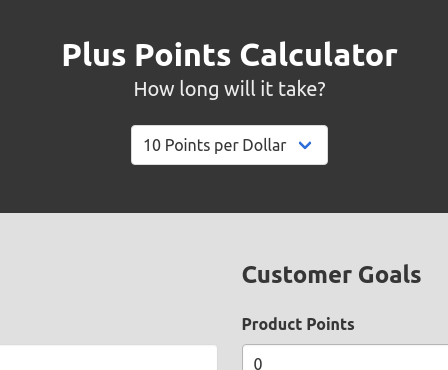 Plus Points Calculator
How long will it take?
10 Points per Dollar
Customer Goals
Product Points
0